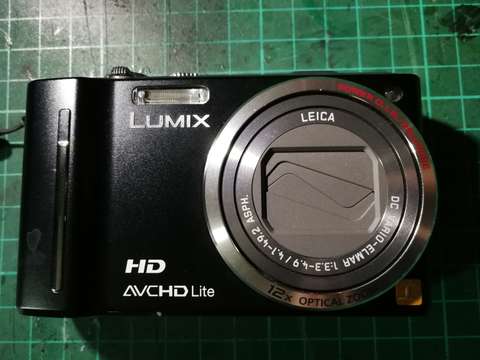 LUMIX
LEICA
DC VARIO-ELMAR 1:3.3-4.9 / 4.1-49.2 ASPH.
HD
AVCHD Lite
12x OPTICAL ZOOM